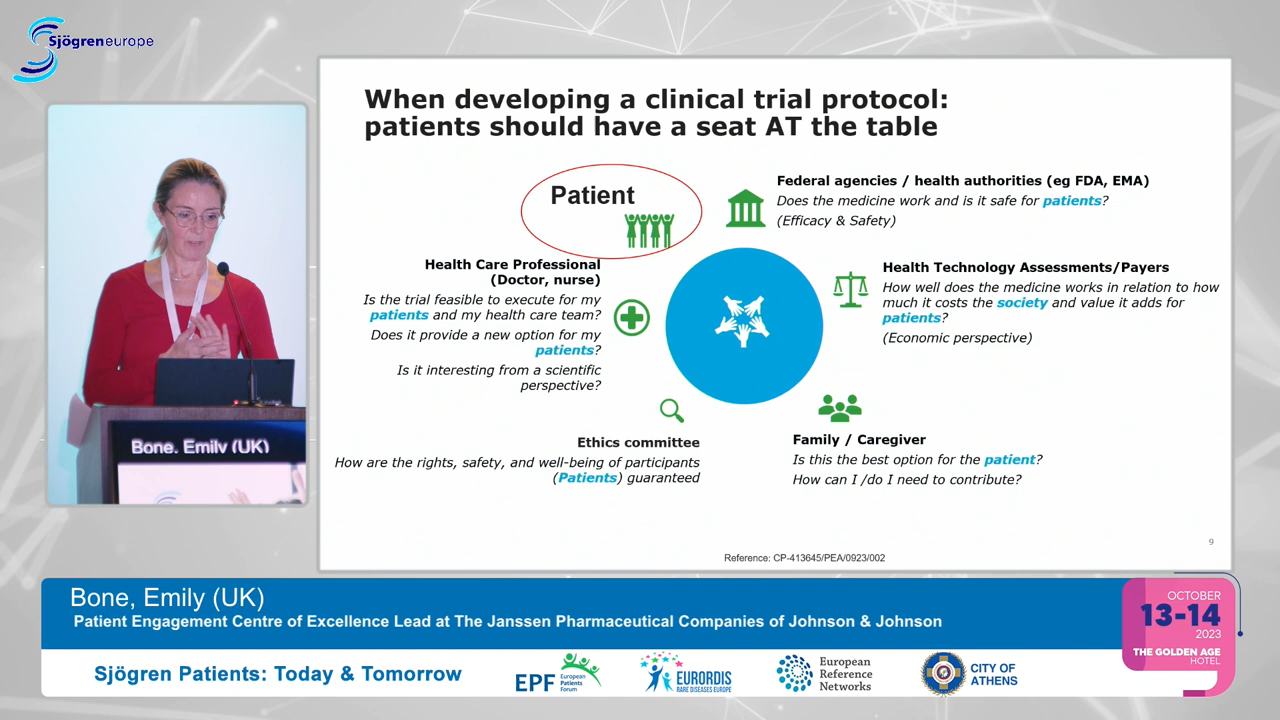 Sjögreneurope
When developing a clinical trial protocol:
patients should have a seat AT the table
Patient
Federal agencies / health authorities (eg FDA, EMA)
Does the medicine work and is it safe for patients?
(Efficacy & Safety)
Health Care Professional
(Doctor, nurse)
Is the trial feasible to execute for my
patients and my health care team?
Does it provide a new option for my
patients?
Is it interesting from a scientific
perspective?
Health Technology Assessments/Payers
How well does the medicine works in relation to how
much it costs the society and value it adds for
patients?
(Economic perspective)
Ethics committee
How are the rights, safety, and well-being of participants
(Patients) guaranteed
Family / Caregiver
Is this the best option for the patient?
How can I /do I need to contribute?
9
Reference: CP-413645/PEA/0923/002
Bone, Emily (UK)
Bone, Emily (UK)
Patient Engagement Centre of Excellence Lead at The Janssen Pharmaceutical Companies of Johnson & Johnson
OCTOBER
13-14
2023
THE GOLDEN AGE
HOTEL
Sjögren Patients: Today & Tomorrow
EPF European
Patients
Forum
EURORDIS
RARE DISEASES EUROPE
European
Reference
Networks
CITY OF
ATHENS